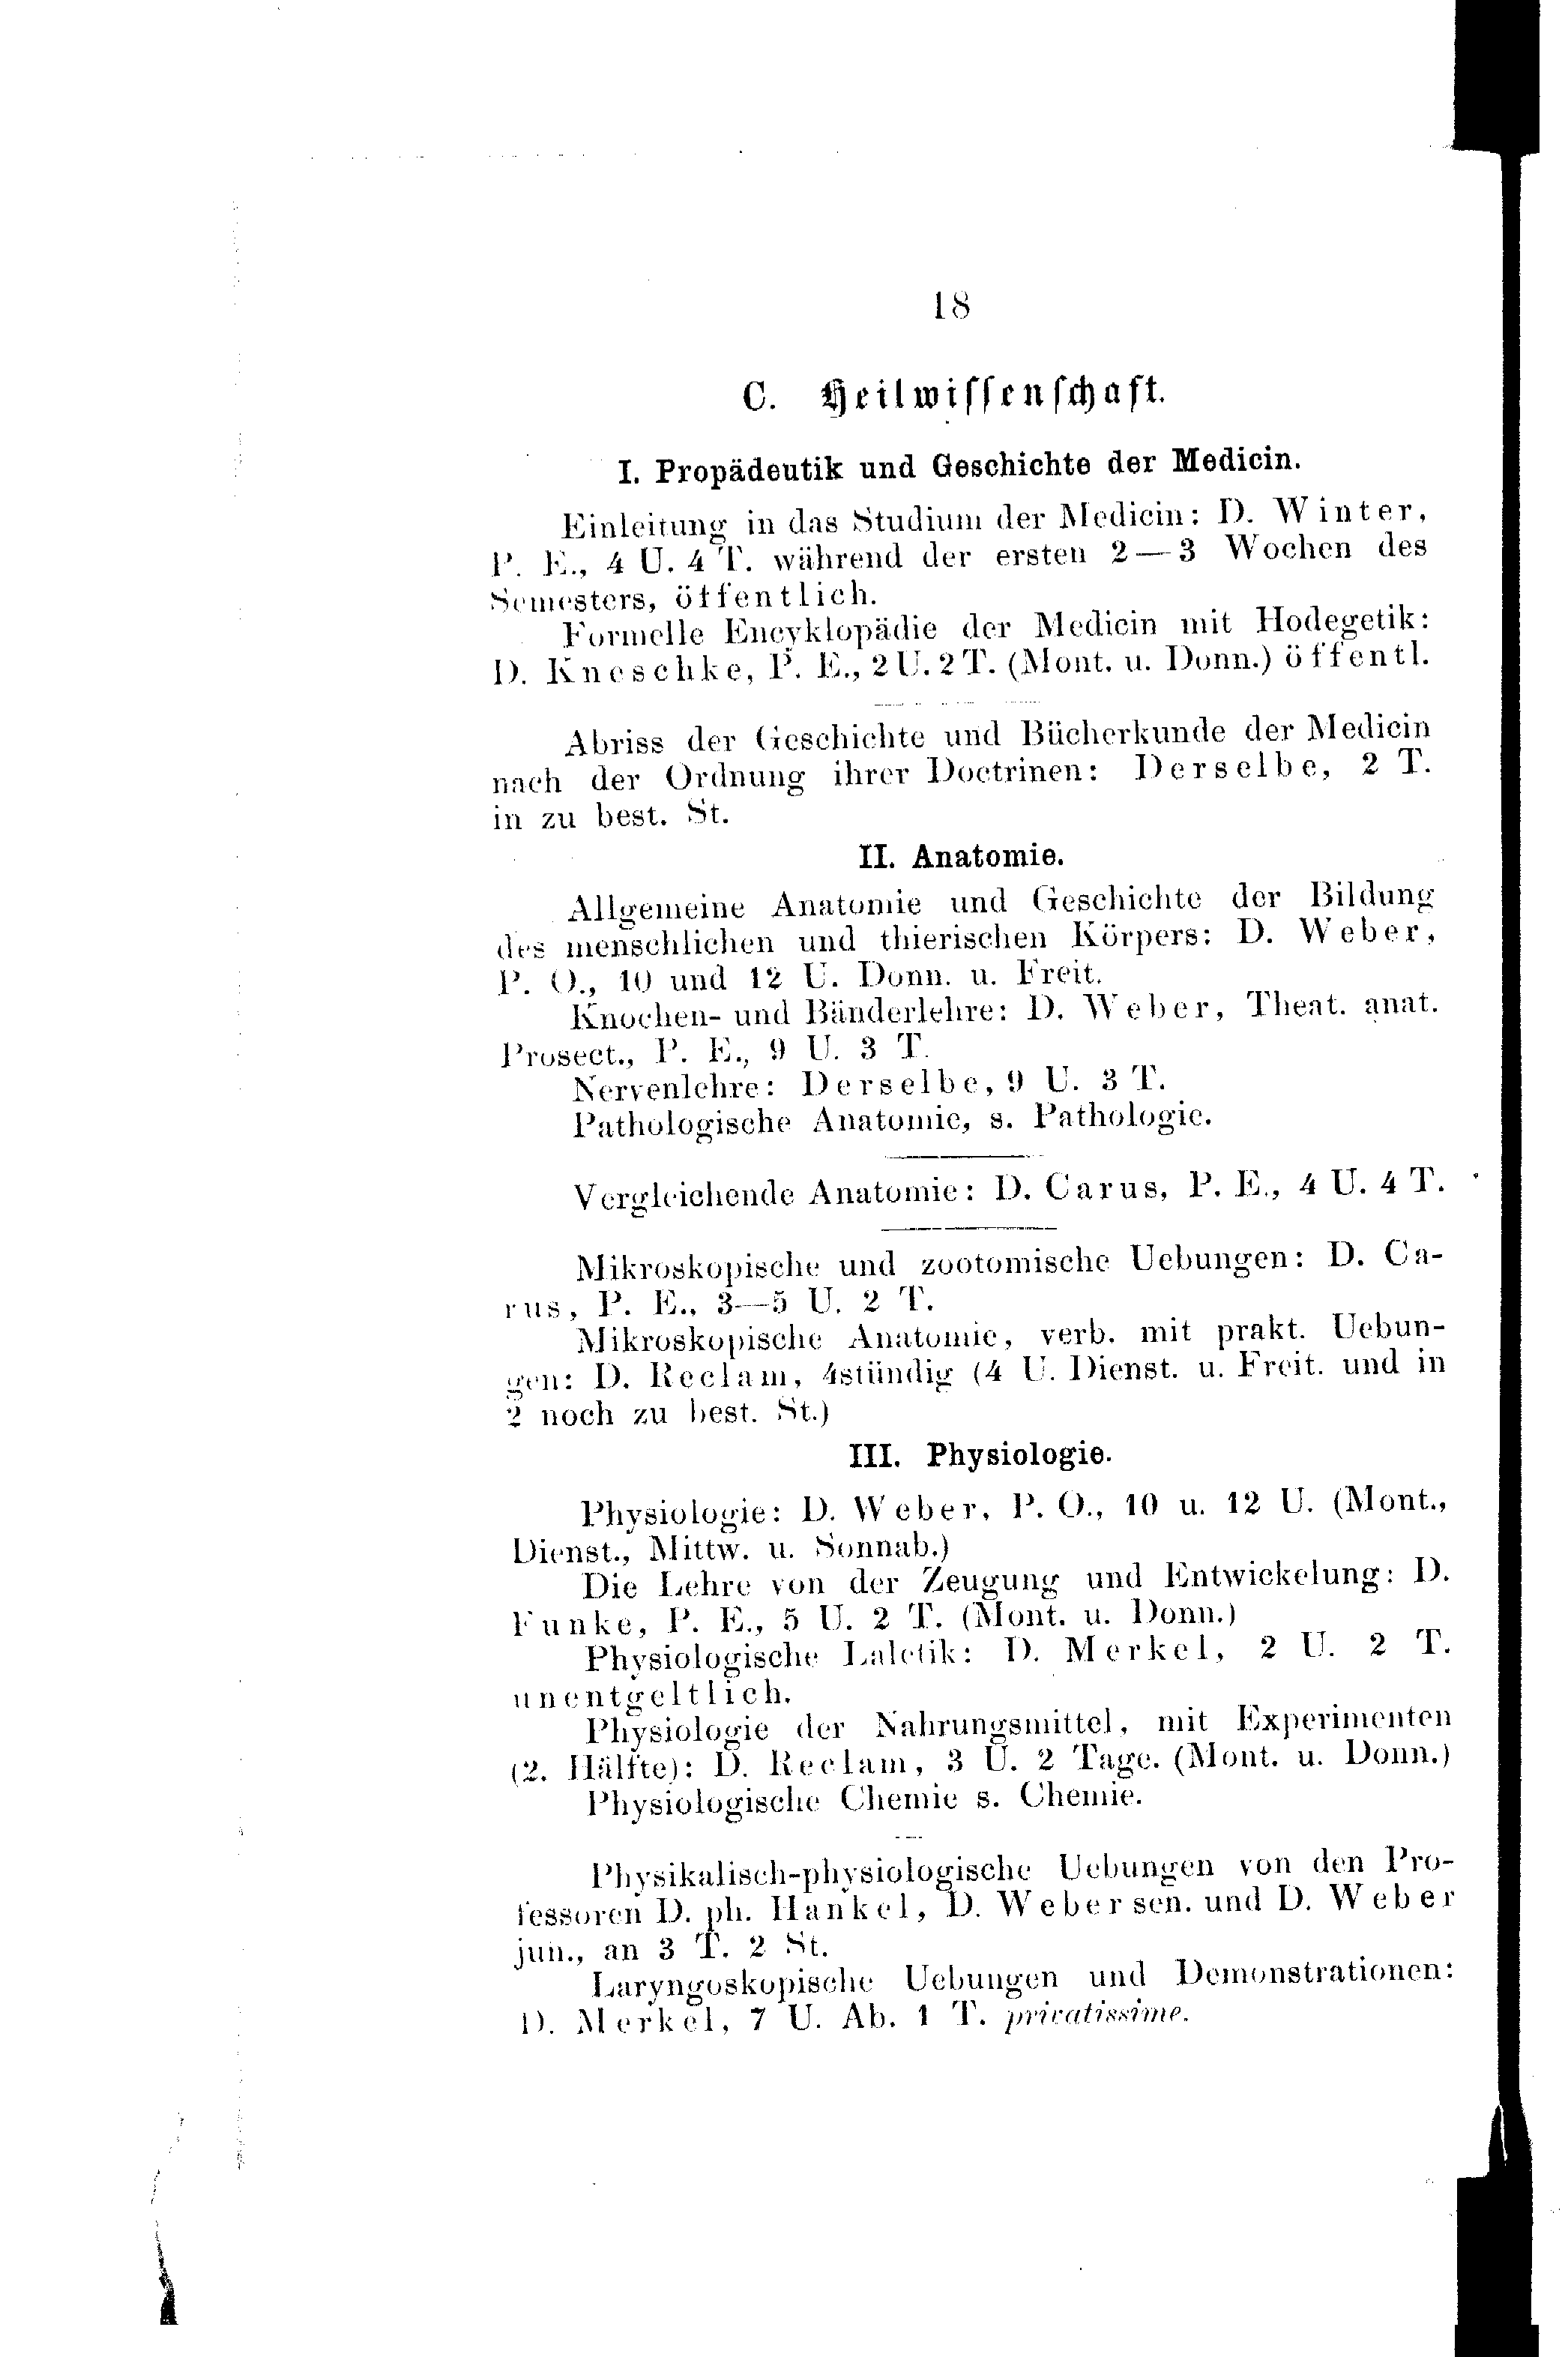 18
C. Heilwissenschaft.
I. Propädeutik und Geschichte der Medicin.
Einleitung in das Studium der Medicin: D. Winter,
P. E., 4 U. 4 T. während der ersten 2—3 Wochen des
Semesters, öffentlich.
Formelle Encyklopädie der Medicin mit Hodegetik:
D. Kneschke, P. E., 2 U. 2 T. (Mont. u. Donn.) öffentl.
Abriss der Geschichte und Bücherkunde der Medicin
nach der Ordnung ihrer Doctrinen: Derselbe, 2 T.
in zu best. St.
II. Anatomie.
Allgemeine Anatomie und Geschichte der Bildung
des menschlichen und thierischen Körpers: D. Weber,
P. O., 10 und 12 U. Donn. u. Freit.
Knochen- und Bänderlehre: D. Weber, Theat. anat.
Prosect., P. E., 9 U. 3 T.
Nervenlehre: Derselbe, 9 U. 3 T.
Pathologische Anatomie, s. Pathologie.
Vergleichende Anatomie: D. Carus, P. E., 4 U. 4 T.
Mikroskopische und zootomische Uebungen: D. Ca-
rus, P. E., 3—5 U. 2 T.
Mikroskopische Anatomie, verb. mit prakt. Uebun-
gen: D. Reclam, 4stündig (4 U. Dienst. u. Freit. und in
2 noch zu best. St.)
III. Physiologie.
Physiologie: D. Weber, P. O., 10 u. 12 U. (Mont.,
Dienst., Mittw. u. Sonnab.)
Die Lehre von der Zeugung und Entwickelung: D.
Funke, P. E., 5 U. 2 T. (Mont. u. Donn.)
Physiologische Laletik: D. Merkel, 2 U. 2 T.
unentgeltlich.
Physiologie der Nahrungsmittel, mit Experimenten
(2. Hälfte): D. Reclam, 3 U. 2 Tage. (Mont. u. Donn.)
Physiologische Chemie s. Chemie.
Physikalisch-physiologische Uebungen von den Pro-
fessoren D. ph. Hankel, D. Weber sen. und D. Weber
jun., an 3 T. 2 St.
Laryngoskopische Uebungen und Demonstrationen:
D. Merkel, 7 U. Ab. 1 T. privatissime.